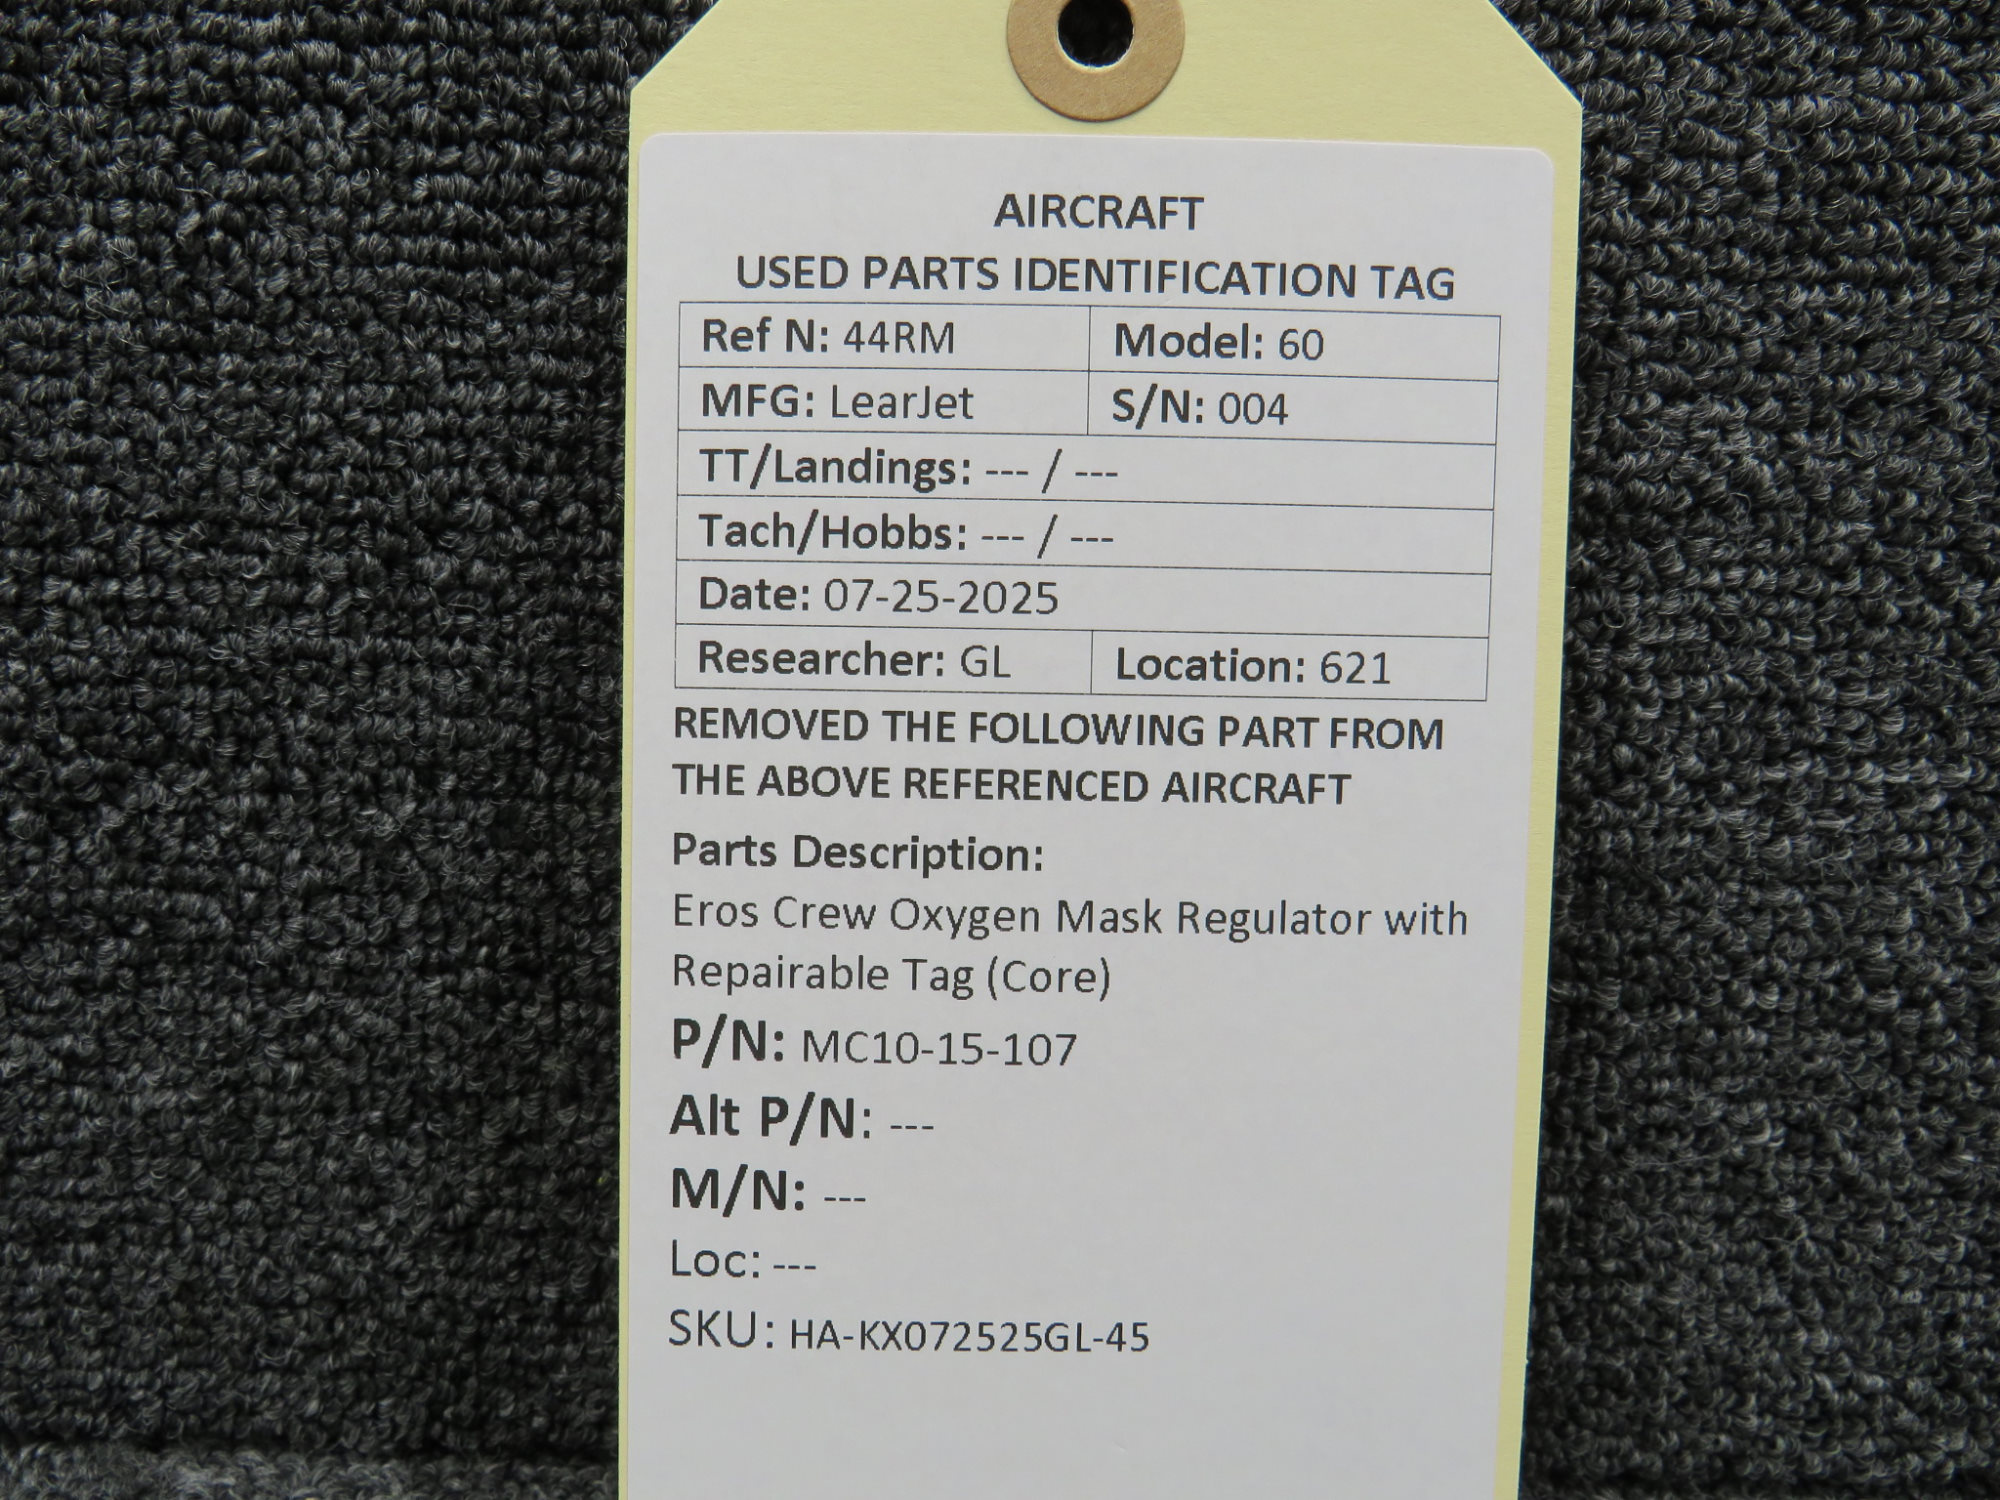 AIRCRAFT
USED PARTS IDENTIFICATION TAG
Ref N: 44RM Model: 60
MFG: LearJet S/N: 004
TT/Landings: --- / ---
Tach/Hobbs: --- / ---
Date: 07-25-2025
Researcher: GL Location: 621
REMOVED THE FOLLOWING PART FROM
THE ABOVE REFERENCED AIRCRAFT
Parts Description:
Eros Crew Oxygen Mask Regulator with
Repairable Tag (Core)
P/N: MC10-15-107
Alt P/N: ---
M/N: ---
Loc: ---
SKU: HA-KX072525GL-45